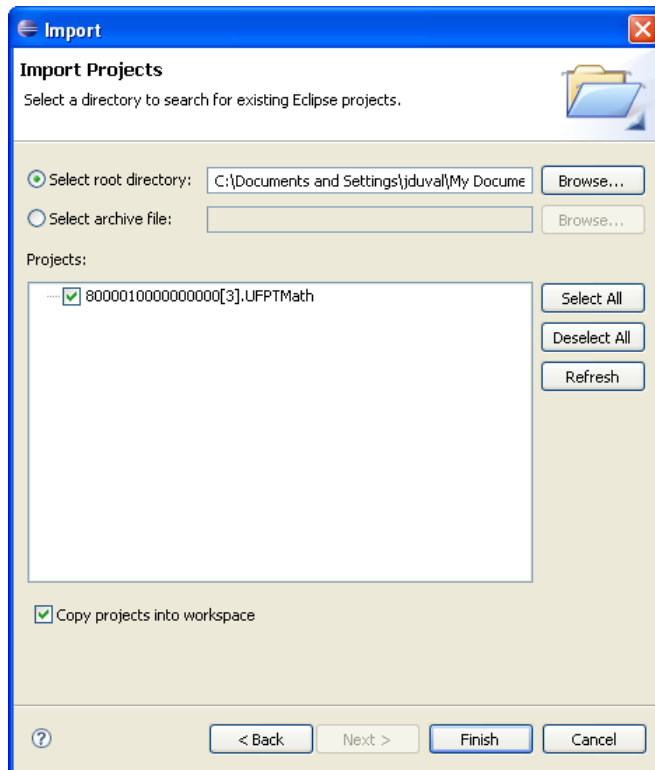 Import
Import Projects
Select a directory to search for existing Eclipse projects.
Select root directory: C:\Documents and Settings\jduval\My Docume Browse...
Select archive file: Browse...
Projects:
8000010000000000[3].UFPTMath
Select All
Deselect All
Refresh
Copy projects into workspace
? < Back Next > Finish Cancel